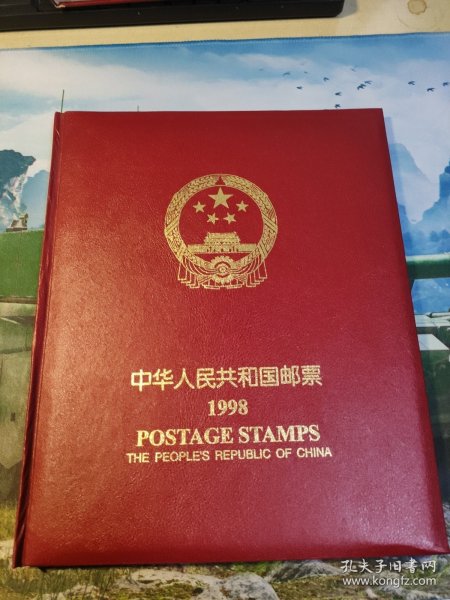 中华人民共和国邮票
1998
POSTAGE STAMPS
THE PEOPLE'S REPUBLIC OF CHINA
孔夫子旧书网
www.kongfz.com